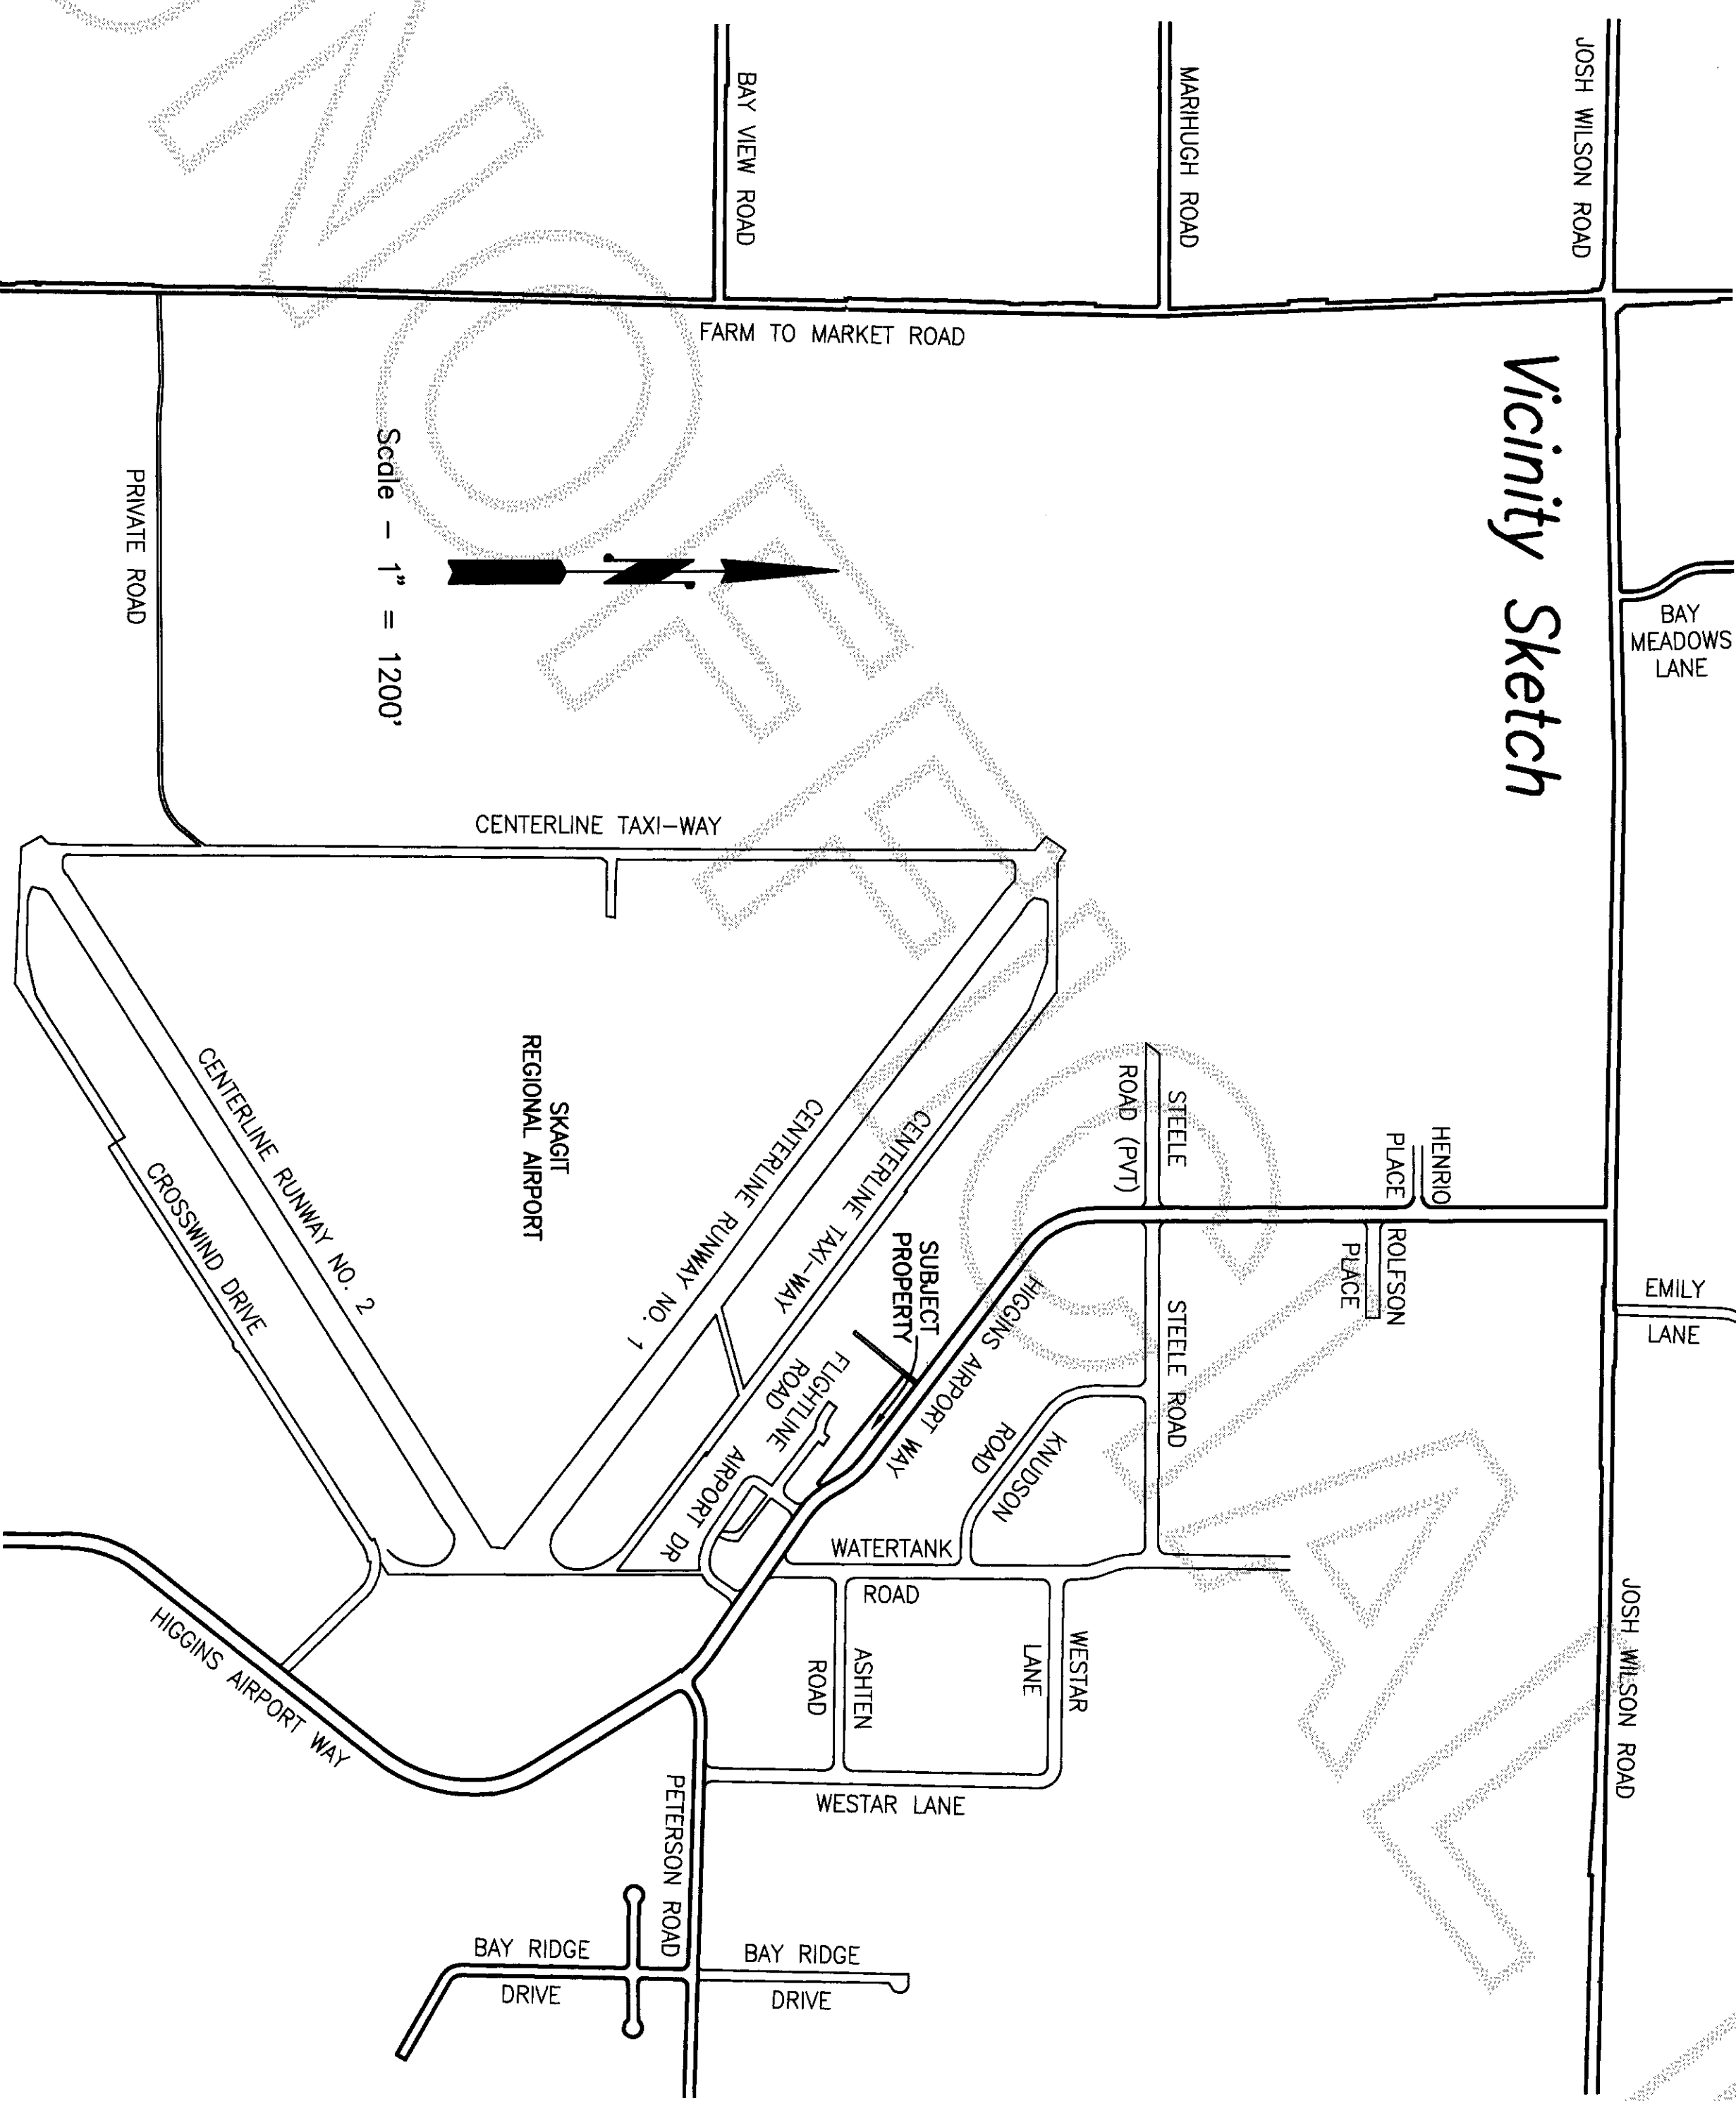 Vicinity Sketch
Scale - 1" = 1200'
JOSH WILSON ROAD
MARIHUGH ROAD
BAY VIEW ROAD
FARM TO MARKET ROAD
PRIVATE ROAD
BAY
MEADOWS
LANE
EMILY
LANE
JOSH WILSON ROAD
HENRIO
PLACE
ROLFSON
PLACE
STEELE
ROAD (PVT)
STEELE ROAD
KNUDSON
ROAD
HIGGINS AIRPORT WAY
SUBJECT
PROPERTY
CENTERLINE TAXI-WAY
CENTERLINE TAXI-WAY
CENTERLINE RUNWAY NO. 1
FLIGHTLINE
ROAD
AIRPORT DR
SKAGIT
REGIONAL AIRPORT
CENTERLINE RUNWAY NO. 2
CROSSWIND DRIVE
WATERTANK
ROAD
ASHTEN
ROAD
WESTAR
LANE
WESTAR LANE
HIGGINS AIRPORT WAY
PETERSON ROAD
BAY RIDGE
DRIVE
BAY RIDGE
DRIVE
UNOFFICIAL